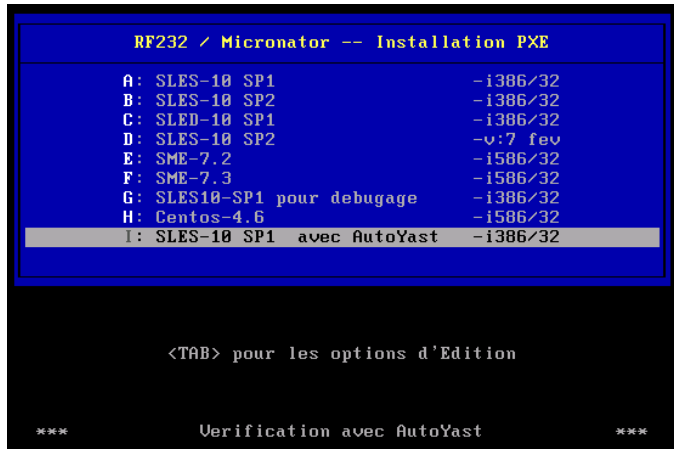 RF232 / Micronator -- Installation PXE
A: SLES-10 SP1 -i386/32
B: SLES-10 SP2 -i386/32
C: SLED-10 SP1 -i386/32
D: SLES-10 SP2 -v:7 fev
E: SME-7.2 -i586/32
F: SME-7.3 -i586/32
G: SLES10-SP1 pour debugage -i386/32
H: Centos-4.6 -i586/32
I: SLES-10 SP1 avec AutoYast -i386/32
<TAB> pour les options d'Edition
*** Verification avec AutoYast ***